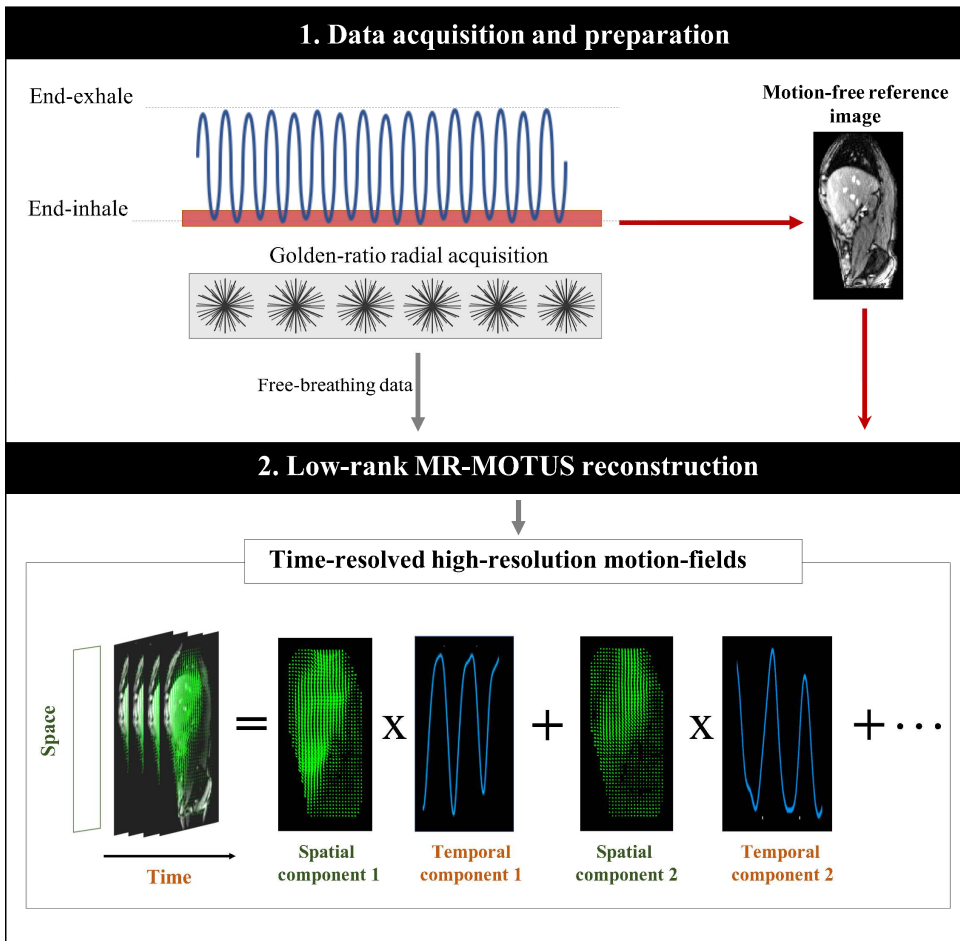 1. Data acquisition and preparation
End-exhale
Motion-free reference
image
End-inhale
Golden-ratio radial acquisition
Free-breathing data
2. Low-rank MR-MOTUS reconstruction
Time-resolved high-resolution motion-fields
Space
=
x
+
x
+ ···
Spatial
component 1
Temporal
component 1
Spatial
component 2
Temporal
component 2
Time